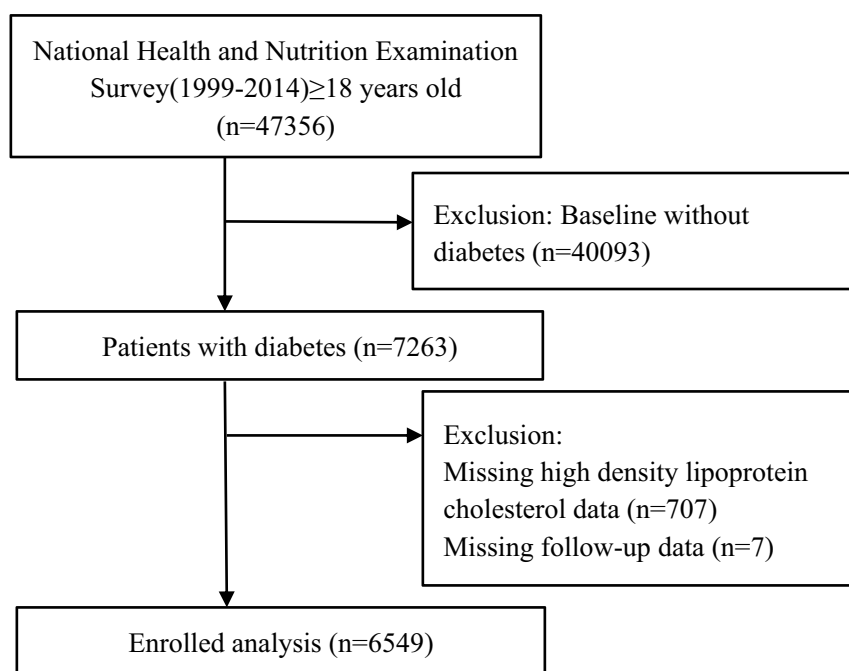 National Health and Nutrition Examination
Survey(1999-2014)≥18 years old
(n=47356)
Exclusion: Baseline without
diabetes (n=40093)
Patients with diabetes (n=7263)
Exclusion:
Missing high density lipoprotein
cholesterol data (n=707)
Missing follow-up data (n=7)
Enrolled analysis (n=6549)